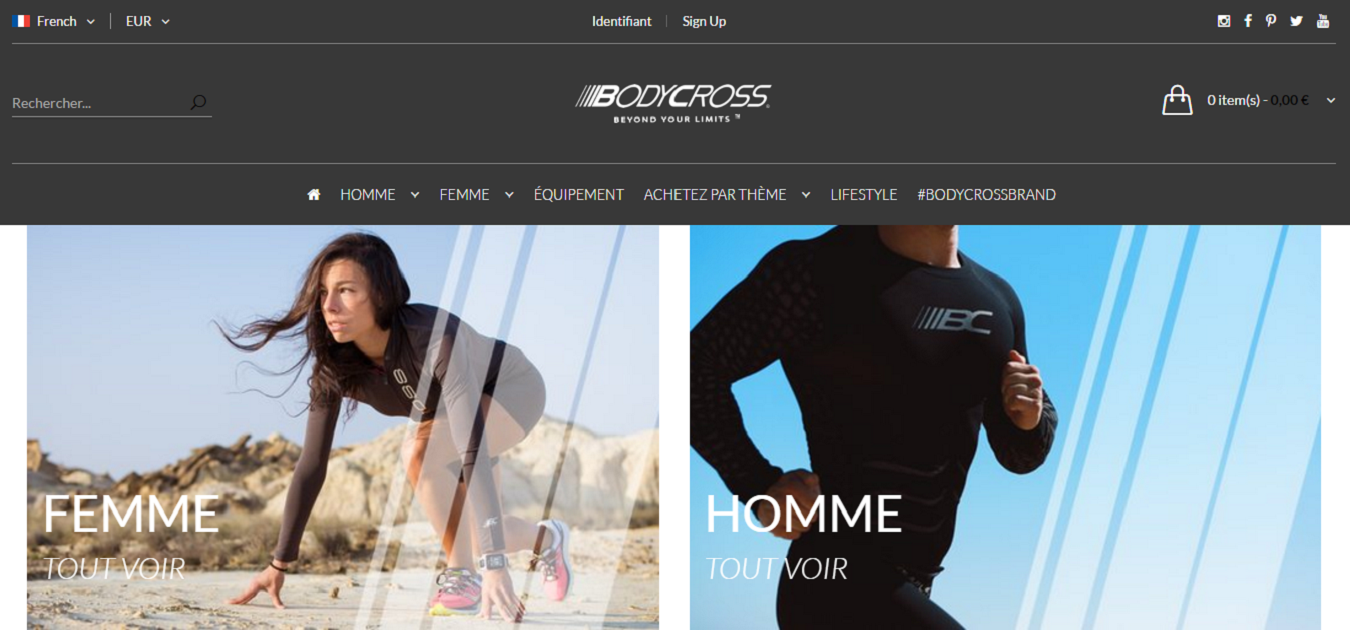 French
EUR
Identifiant
Sign Up
Rechercher...
BODYCROSS
BEYOND YOUR LIMITS ™
0 item(s) - 0,00 €
HOMME
FEMME
ÉQUIPEMENT
ACHETEZ PAR THÈME
LIFESTYLE
#BODYCROSSBRAND
BC
FEMME
TOUT VOIR
HOMME
TOUT VOIR